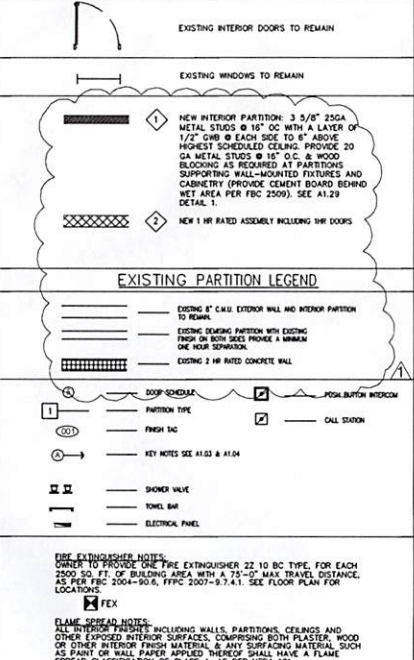 EXISTING INTERIOR DOORS TO REMAIN
EXISTING WINDOWS TO REMAIN
1
NEW INTERIOR PARTITION: 3 5/8" 25GA
METAL STUDS @ 16" OC WITH A LAYER OF
1/2" GWB @ EACH SIDE TO 6" ABOVE
HIGHEST SCHEDULED CEILING. PROVIDE 20
GA METAL STUDS @ 16" O.C. & WOOD
BLOCKING AS REQUIRED AT PARTITIONS
SUPPORTING WALL-MOUNTED FIXTURES AND
CABINETRY (PROVIDE CEMENT BOARD BEHIND
WET AREA PER FBC 2509). SEE A1.29
DETAIL 1.
2
NEW 1 HR RATED ASSEMBLY INCLUDING 1HR DOORS
EXISTING PARTITION LEGEND
EXISTING 8" C.M.U. EXTERIOR WALL AND INTERIOR PARTITION
TO REMAIN.
EXISTING DEMISING PARTITION WITH EXISTING
FINISH ON BOTH SIDES PROVIDE A MINIMUM
ONE HOUR SEPARATION.
EXISTING 2 HR RATED CONCRETE WALL
1
DOOR SCHEDULE
PUSH BUTTON INTERCOM
1
PARTITION TYPE
CALL STATION
001
FINISH TAG
A
KEY NOTES SEE A1.03 & A1.04
SHOWER VALVE
TOWEL BAR
ELECTRICAL PANEL
FIRE EXTINGUISHER NOTES:
OWNER TO PROVIDE ONE FIRE EXTINGUISHER 2Z 10 BC TYPE, FOR EACH
2500 SQ. FT. OF BUILDING AREA WITH A 75'-0" MAX TRAVEL DISTANCE,
AS PER FBC 2004-90.6, FFPC 2007-9.7.4.1. SEE FLOOR PLAN FOR
LOCATIONS.
FEX
FLAME SPREAD NOTES:
ALL INTERIOR FINISHES INCLUDING WALLS, PARTITIONS, CEILINGS AND
OTHER EXPOSED INTERIOR SURFACES, COMPRISING BOTH PLASTER, WOOD
OR OTHER INTERIOR FINISH MATERIAL & ANY SURFACING MATERIAL SUCH
AS PAINT OR WALL PAPER APPLIED THEREOF SHALL HAVE A FLAME